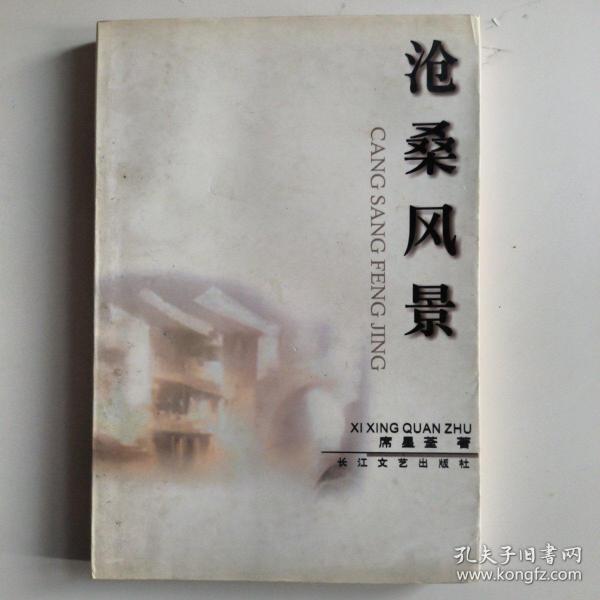 沧桑风景
CANG SANG FENG JING
XI XING QUAN ZHU
席星荃 著
长江文艺出版社
孔夫子旧书网
www.kongfz.com